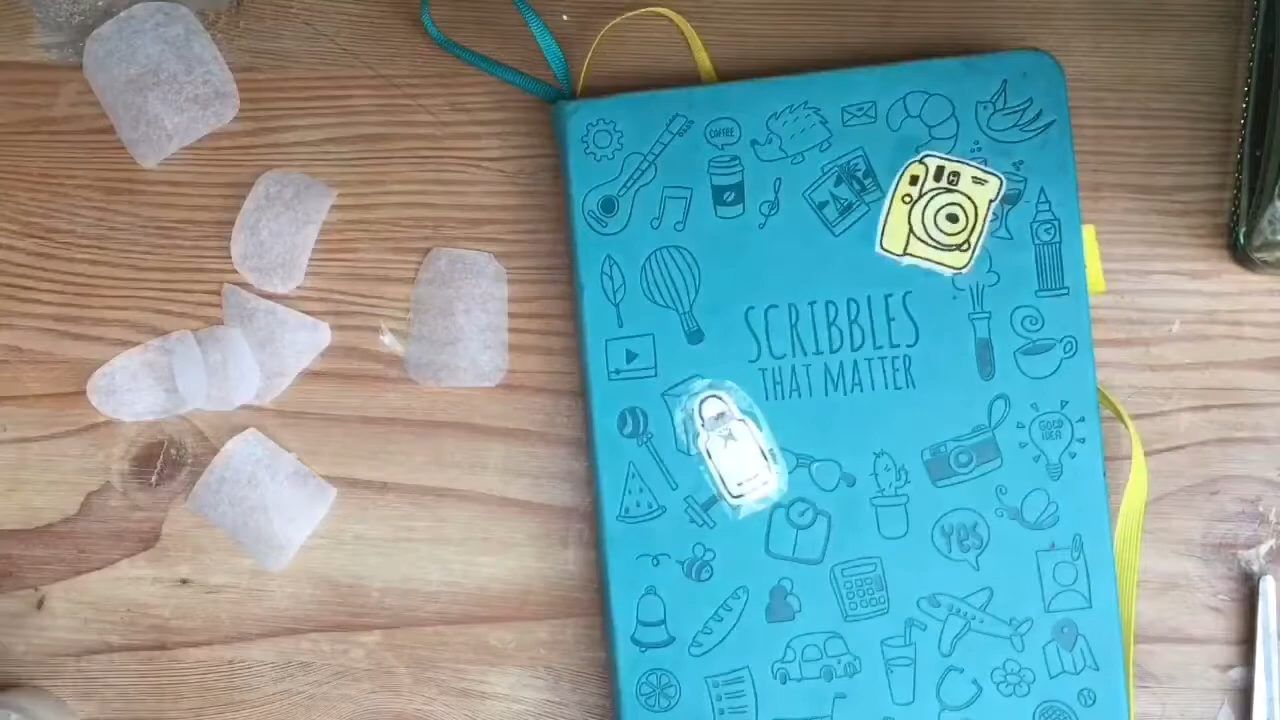 COFFEE
SCRIBBLES
THAT MATTER
GOOD
IDEA
YES